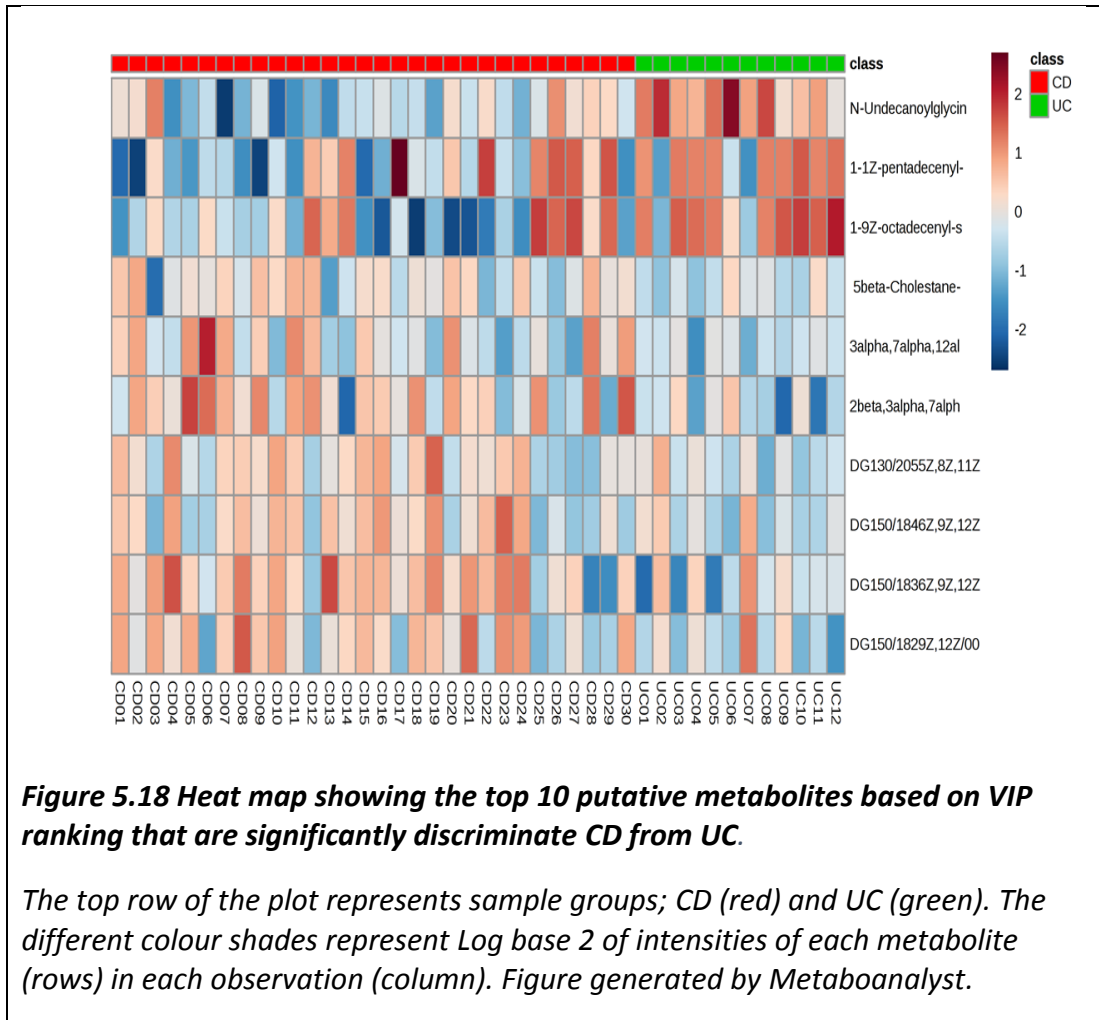 class
N-Undecanoylglycin
1-1Z-pentadecenyl-
1-9Z-octadecenyl-s
5beta-Cholestane-
3alpha,7alpha,12al
2beta,3alpha,7alph
DG130/2055Z,8Z,11Z
DG150/1846Z,9Z,12Z
DG150/1836Z,9Z,12Z
DG150/1829Z,12Z/00
2
1
0
-1
-2
class
CD
UC
CD01
CD02
CD03
CD04
CD05
CD06
CD07
CD08
CD09
CD10
CD11
CD12
CD13
CD14
CD15
CD16
CD17
CD18
CD19
CD20
CD21
CD22
CD23
CD24
CD25
CD26
CD27
CD28
CD29
CD30
UC01
UC02
UC03
UC04
UC05
UC06
UC07
UC08
UC09
UC10
UC11
UC12
Figure 5.18 Heat map showing the top 10 putative metabolites based on VIP
ranking that are significantly discriminate CD from UC.
The top row of the plot represents sample groups; CD (red) and UC (green). The
different colour shades represent Log base 2 of intensities of each metabolite
(rows) in each observation (column). Figure generated by Metaboanalyst.